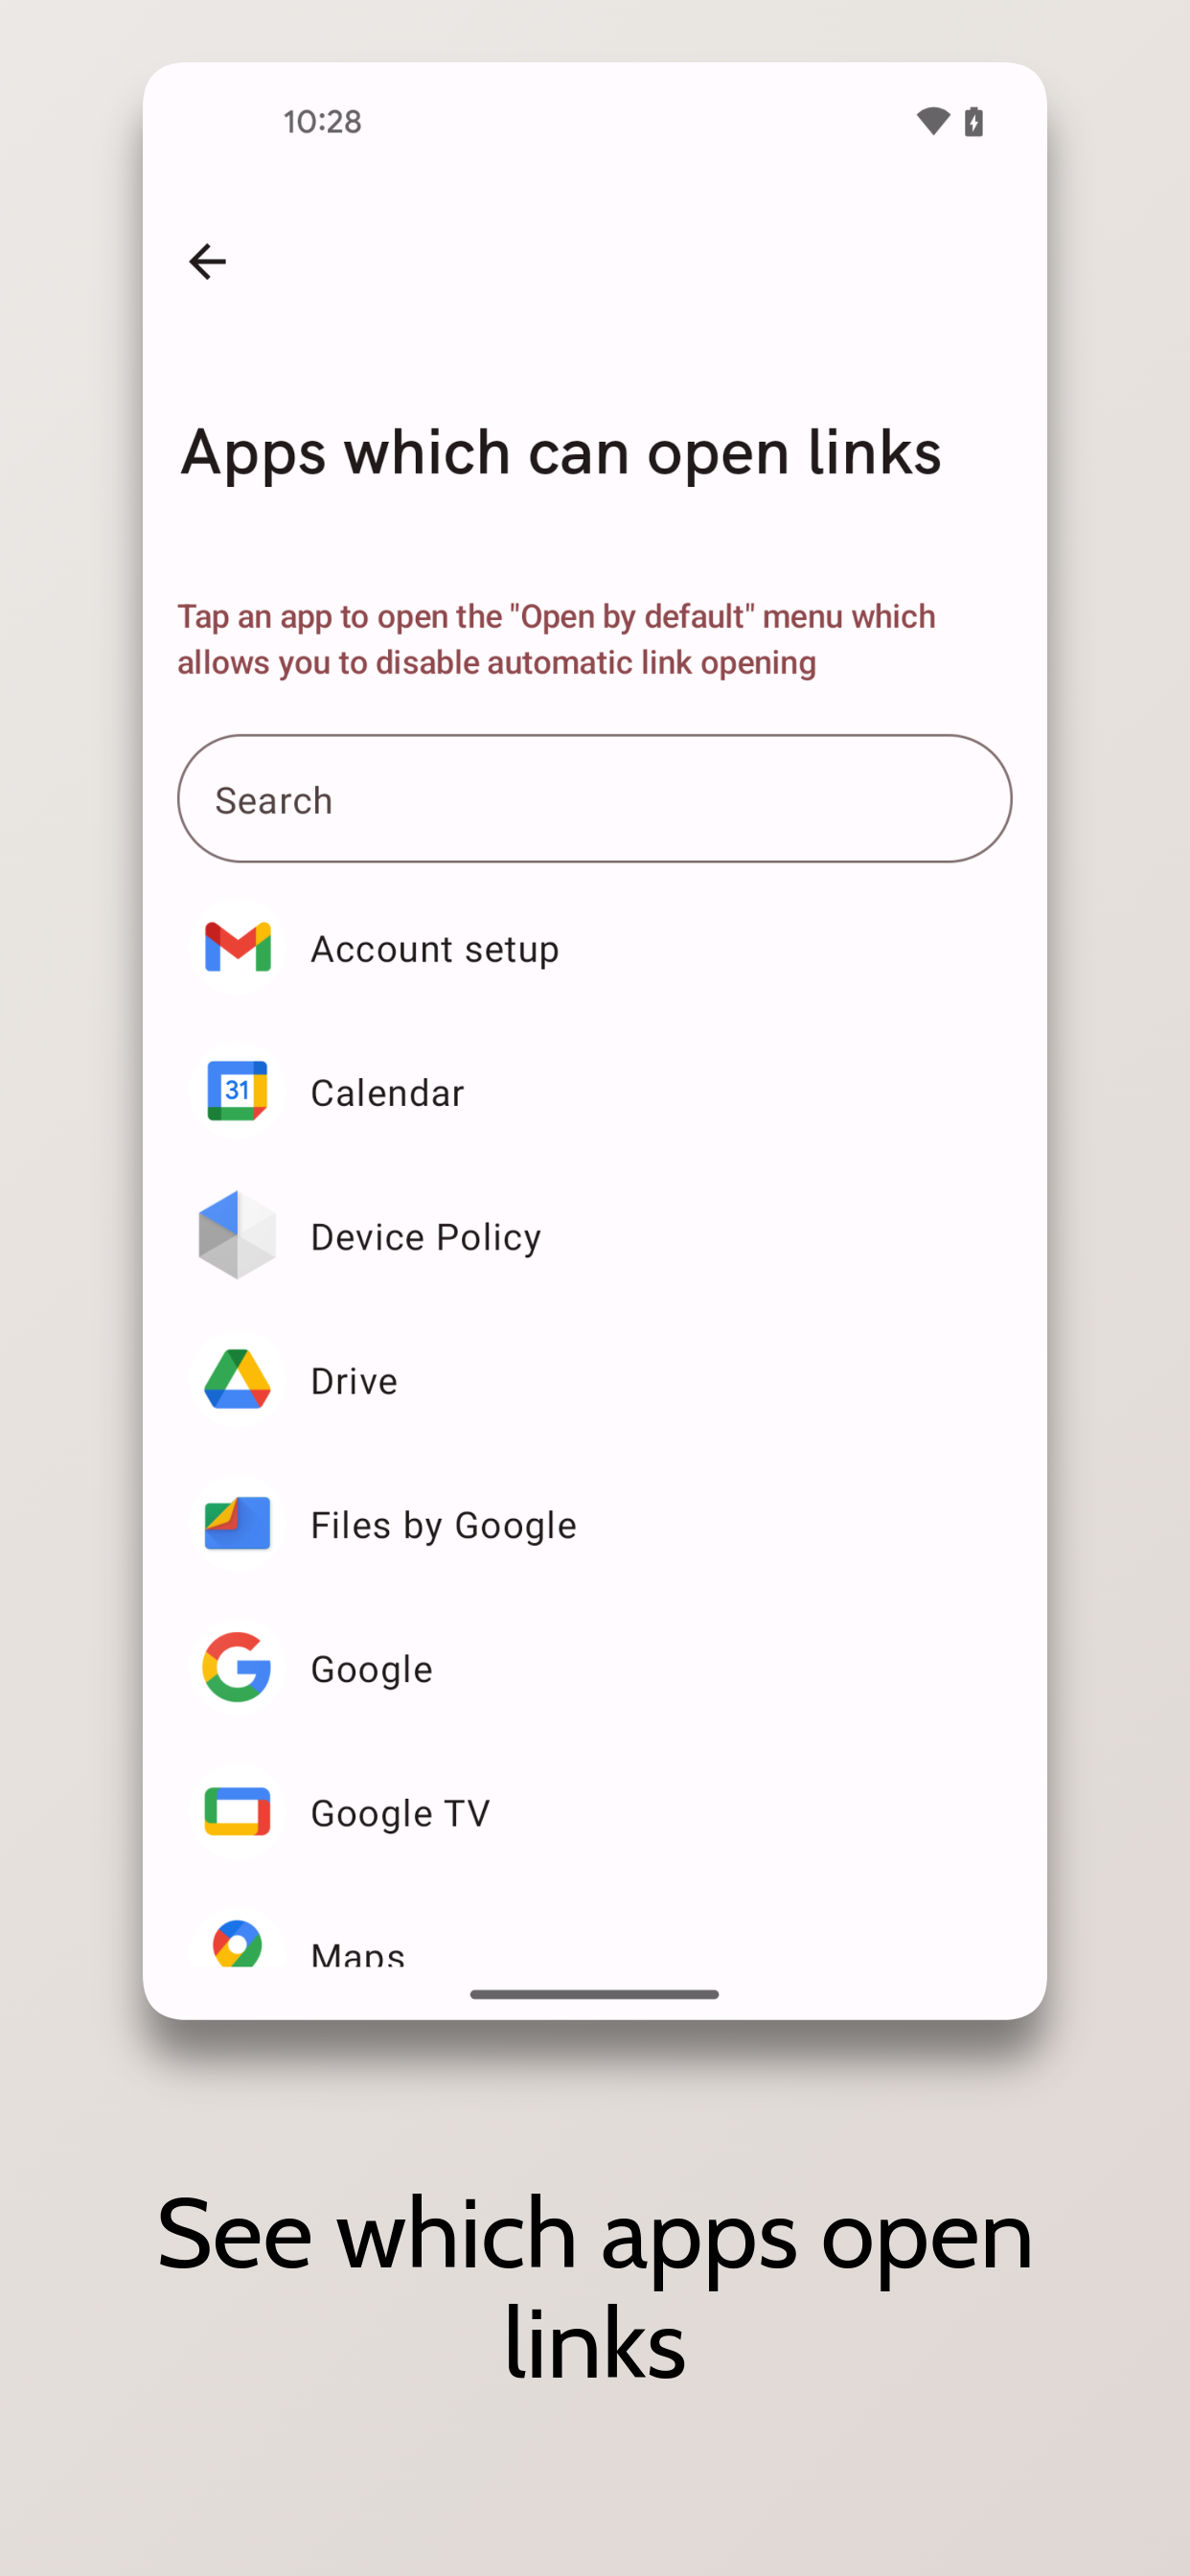 10:28
Apps which can open links
Tap an app to open the "Open by default" menu which
allows you to disable automatic link opening
Search
Account setup
31
Calendar
Device Policy
Drive
Files by Google
Google
Google TV
Maps
See which apps open
links